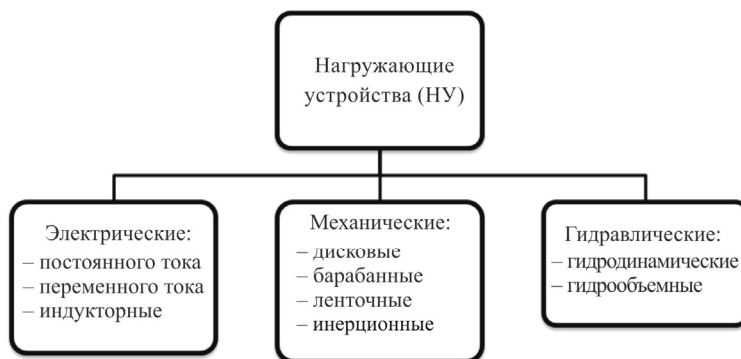 Нагружающие
устройства (НУ)
Электрические:
– постоянного тока
– переменного тока
– индукторные
Механические:
– дисковые
– барабанные
– ленточные
– инерционные
Гидравлические:
– гидродинамические
– гидрообъемные